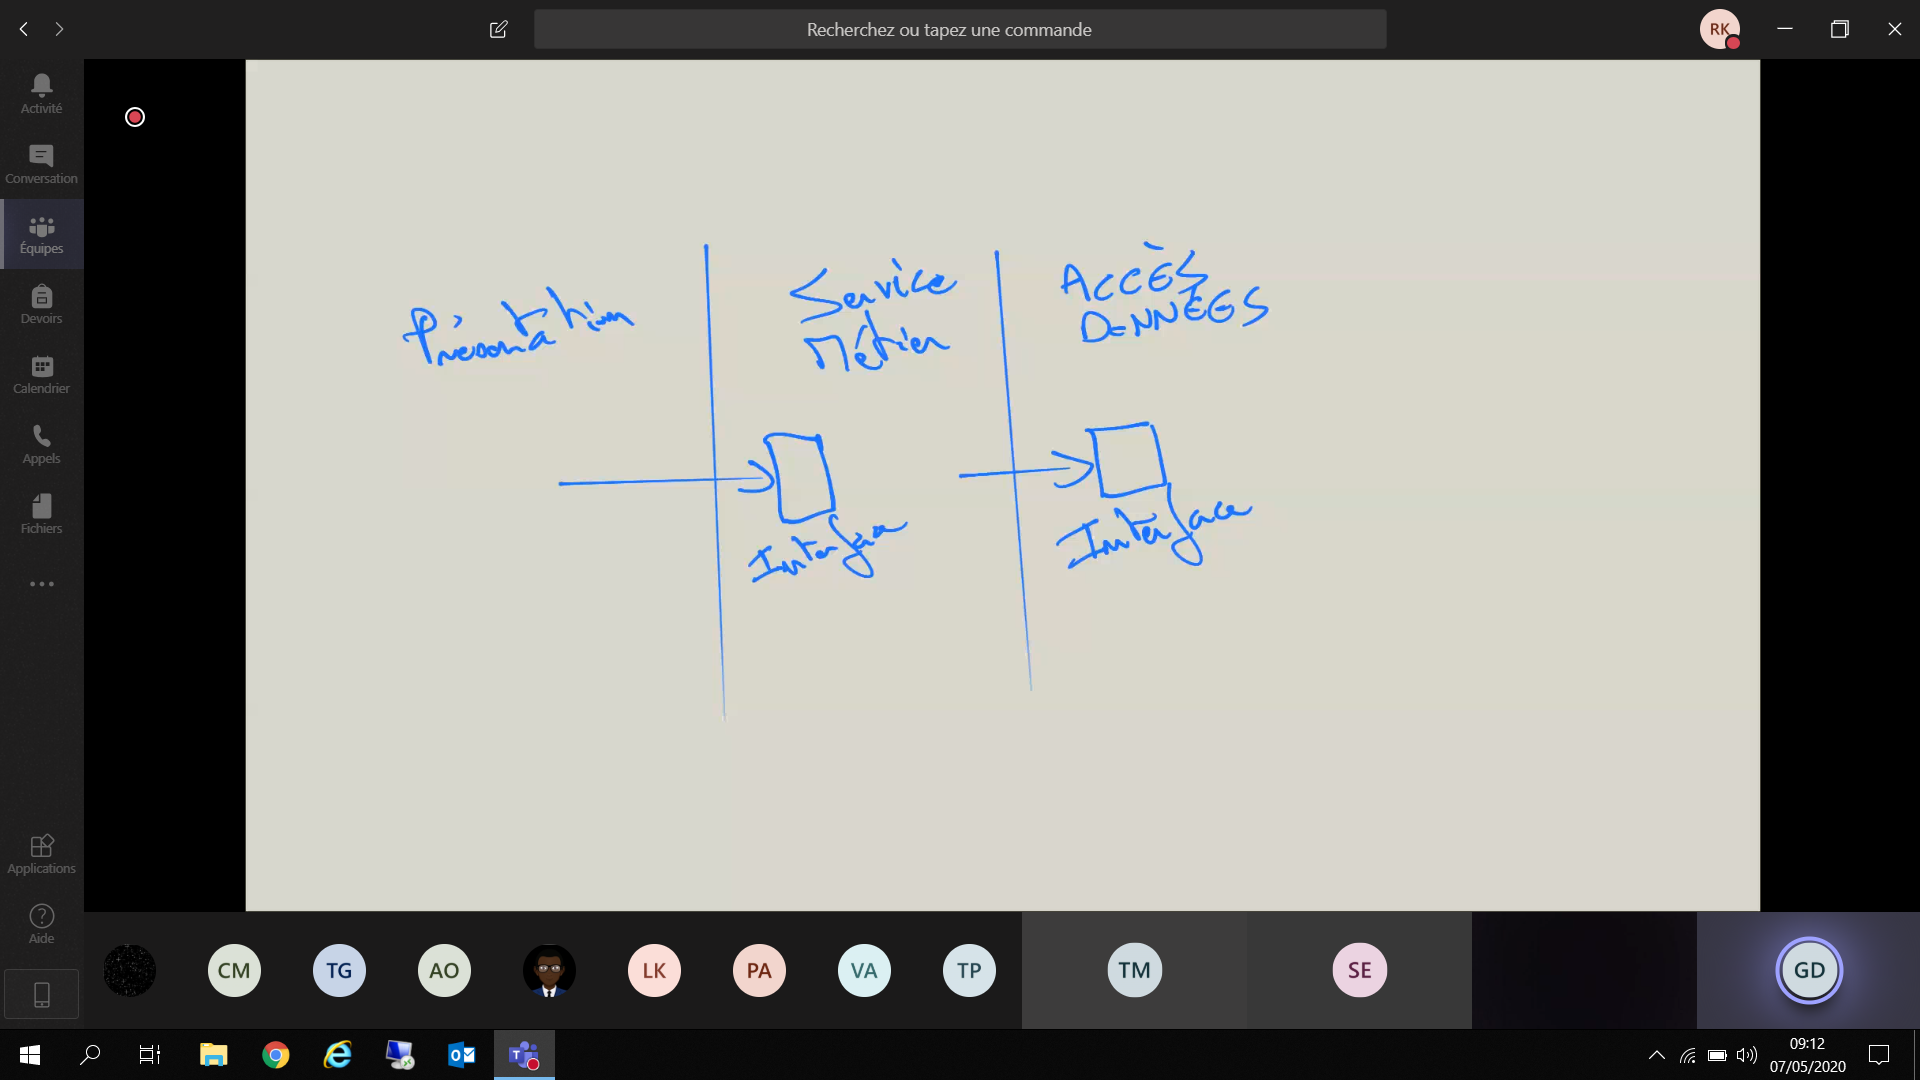 Recherchez ou tapez une commande
RK
Activité
Conversation
Équipes
Devoirs
Calendrier
Appels
Fichiers
Applications
Aide
Présentation
Service
Métier
ACCÈS
DENNÉES
Interface
Interface
CM
TG
AO
LK
PA
VA
TP
TM
SE
GD
09:12
07/05/2020